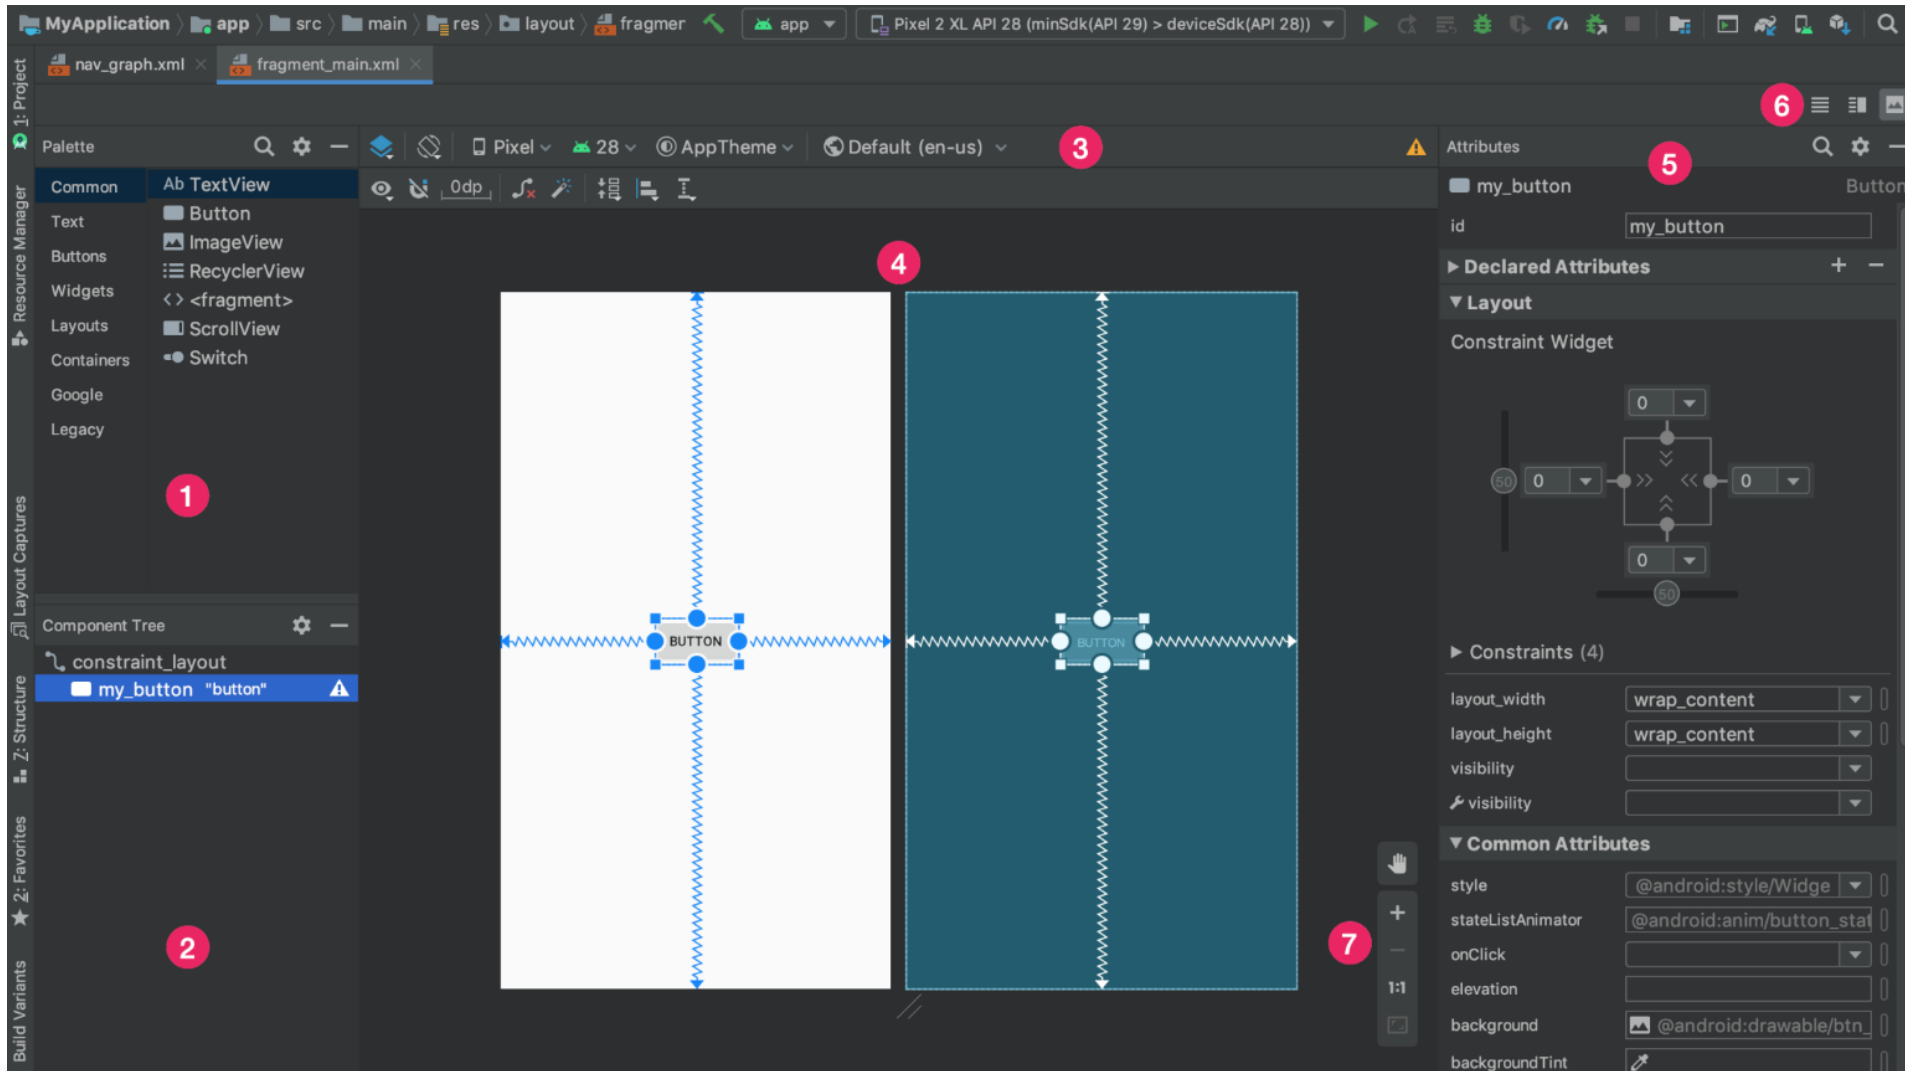 MyApplication app src main res layout fragmer app Pixel 2 XL API 28 (minSdk(API 29) > deviceSdk(API 28))
nav_graph.xml fragment_main.xml
1: Project
Resource Manager
Layout Captures
Z: Structure
2: Favorites
Build Variants
6
Palette
Common
Text
Buttons
Widgets
Layouts
Containers
Google
Legacy
Ab TextView
Button
ImageView
RecyclerView
<> <fragment>
ScrollView
Switch
1
Component Tree
constraint_layout
my_button "button"
2
Pixel 28 AppTheme Default (en-us) 3
0dp
4
BUTTON
BUTTON
7
1:1
Attributes
5
my_button Button
id my_button
Declared Attributes
Layout
Constraint Widget
0
50 0 0
0
50
Constraints (4)
layout_width wrap_content
layout_height wrap_content
visibility
visibility
Common Attributes
style @android:style/Widge
stateListAnimator @android:anim/button_stat
onClick
elevation
background @android:drawable/btn_
backgroundTint